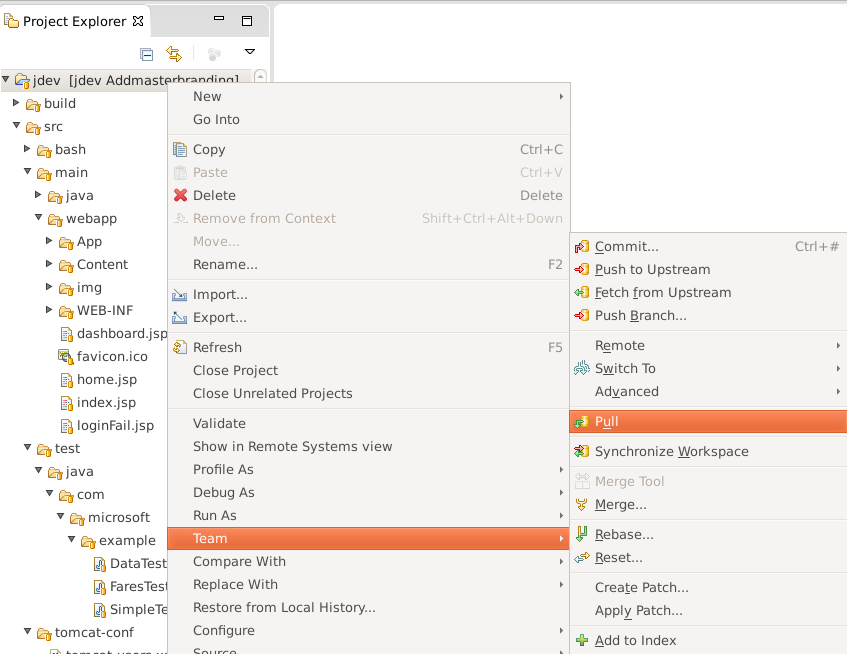 Project Explorer
jdev [jdev Addmasterbranding]
build
src
bash
main
java
webapp
App
Content
img
WEB-INF
dashboard.jsp
favicon.ico
home.jsp
index.jsp
loginFail.jsp
test
java
com
microsoft
example
DataTest
FaresTest
SimpleTe
tomcat-conf
New
Go Into
Copy Ctrl+C
Paste Ctrl+V
Delete Delete
Remove from Context Shift+Ctrl+Alt+Down
Move...
Rename... F2
Import...
Export...
Refresh F5
Close Project
Close Unrelated Projects
Validate
Show in Remote Systems view
Profile As
Debug As
Run As
Team
Compare With
Replace With
Restore from Local History...
Configure
Source
Commit... Ctrl+#
Push to Upstream
Fetch from Upstream
Push Branch...
Remote
Switch To
Advanced
Pull
Synchronize Workspace
Merge Tool
Merge...
Rebase...
Reset...
Create Patch...
Apply Patch...
Add to Index